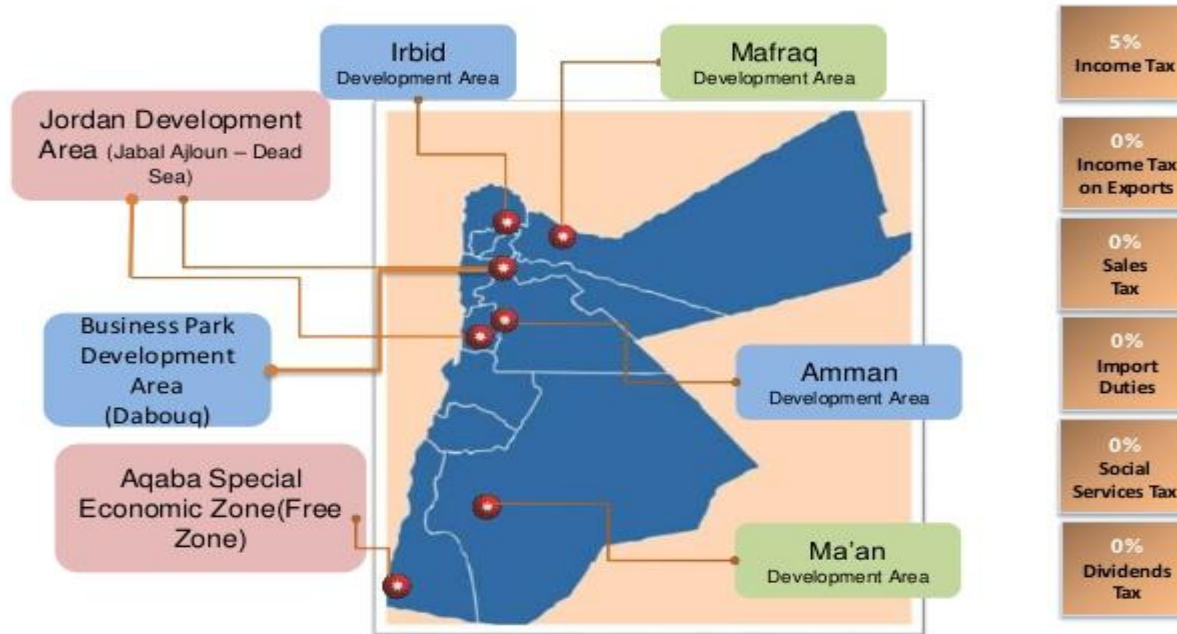 Irbid
Development Area
Mafraq
Development Area
Jordan Development
Area (Jabal Ajloun – Dead
Sea)
Business Park
Development
Area
(Dabouq)
Amman
Development Area
Aqaba Special
Economic Zone(Free
Zone)
Ma'an
Development Area
5%
Income Tax
0%
Income Tax
on Exports
0%
Sales
Tax
0%
Import
Duties
0%
Social
Services Tax
0%
Dividends
Tax